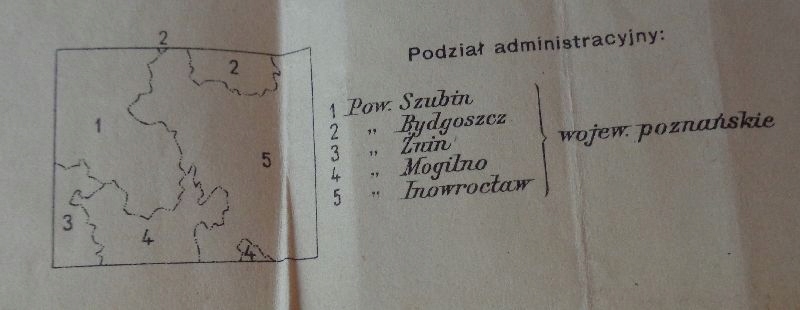 2
2
1
5
3
4
4
Podział administracyjny:
1 Pow. Szubin
2 „ Bydgoszcz
3 „ Żnin
4 „ Mogilno
5 „ Inowrocław
wojew. poznańskie